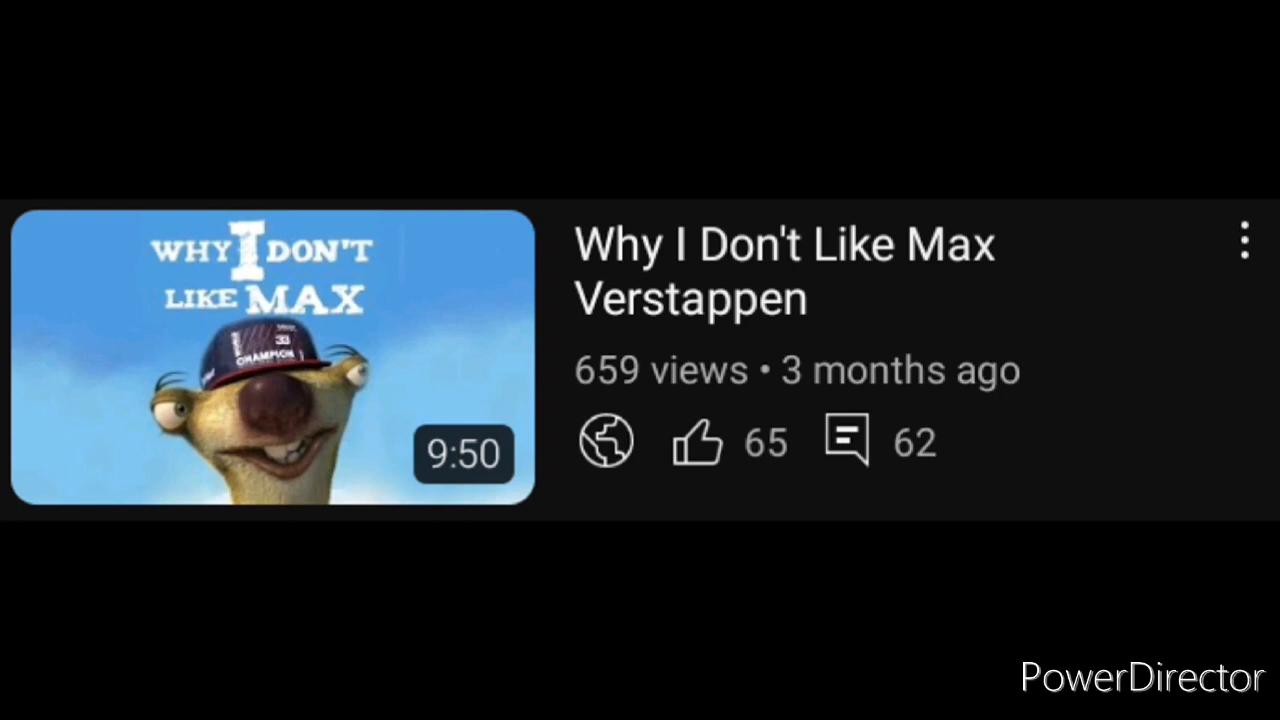 WHY I DON'T
LIKE MAX
33
CHAMPION
9:50
Why I Don't Like Max
Verstappen
659 views • 3 months ago
65 62
PowerDirector